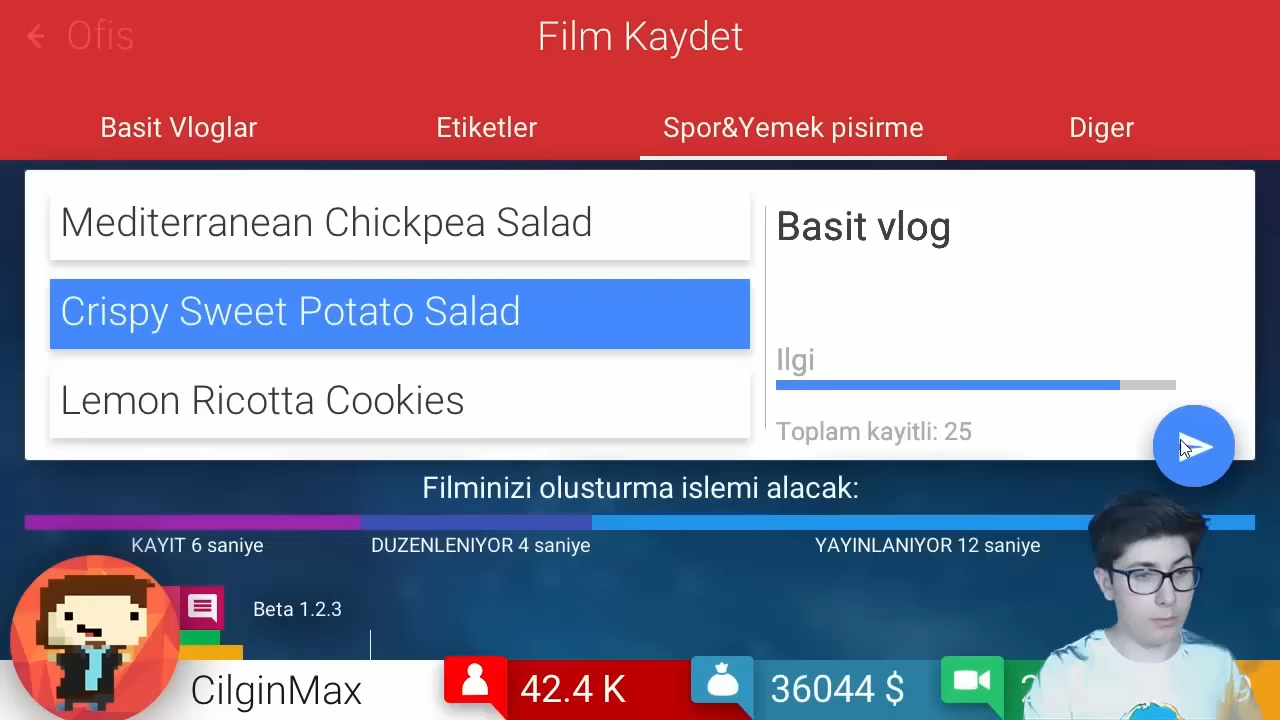 Ofis
Film Kaydet
Basit Vloglar
Etiketler
Spor&Yemek pisirme
Diger
Mediterranean Chickpea Salad
Crispy Sweet Potato Salad
Lemon Ricotta Cookies
Basit vlog
Ilgi
Toplam kayitli: 25
Filminizi olusturma islemi alacak:
KAYIT 6 saniye
DUZENLENIYOR 4 saniye
YAYINLANIYOR 12 saniye
Beta 1.2.3
CilginMax
42.4 K
36044 $